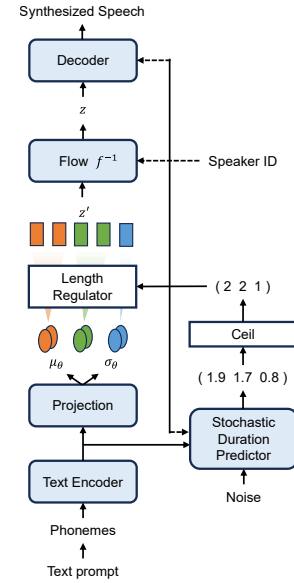 Synthesized Speech
Decoder
z
Flow f⁻¹
Speaker ID
z′
Length
Regulator
( 2 2 1 )
Ceil
μθ
σθ
( 1.9 1.7 0.8 )
Projection
Stochastic
Duration
Predictor
Text Encoder
Noise
Phonemes
Text prompt